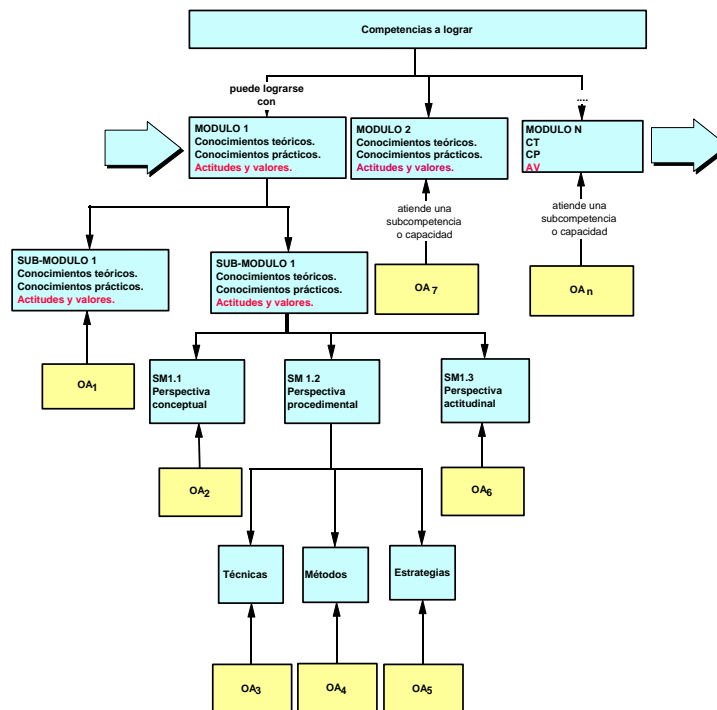 Competencias a lograr
puede lograrse
con
....
MODULO 1
Conocimientos teóricos.
Conocimientos prácticos.
Actitudes y valores.
MODULO 2
Conocimientos teóricos.
Conocimientos prácticos.
Actitudes y valores.
MODULO N
CT
CP
AV
atiende una
subcompetencia
o capacidad
atiende una
subcompetencia
o capacidad
SUB-MODULO 1
Conocimientos teóricos.
Conocimientos prácticos.
Actitudes y valores.
SUB-MODULO 1
Conocimientos teóricos.
Conocimientos prácticos.
Actitudes y valores.
OA 7
OA n
OA1
SM1.1
Perspectiva
conceptual
SM 1.2
Perspectiva
procedimental
SM1.3
Perspectiva
actitudinal
OA2
OA6
Técnicas
Métodos
Estrategias
OA3
OA4
OA5